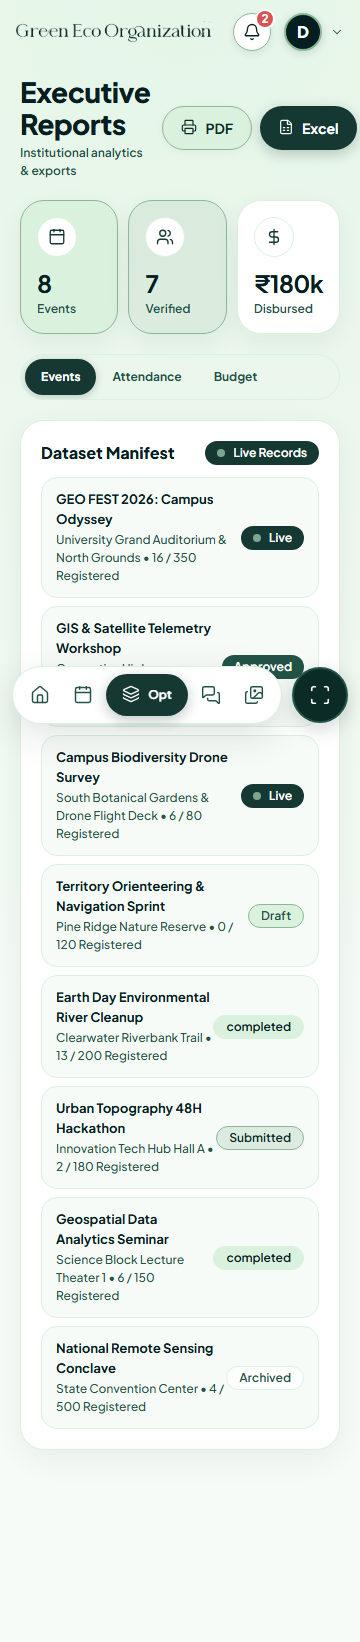 Green Eco Organization
2
D
Executive
Reports
Institutional analytics
& exports
PDF
Excel
8
Events
7
Verified
₹180k
Disbursed
Events
Attendance
Budget
Dataset Manifest
Live Records
GEO FEST 2026: Campus
Odyssey
University Grand Auditorium &
North Grounds • 16 / 350
Registered
Live
GIS & Satellite Telemetry
Workshop
Approved
Opt
Campus Biodiversity Drone
Survey
South Botanical Gardens &
Drone Flight Deck • 6 / 80
Registered
Live
Territory Orienteering &
Navigation Sprint
Pine Ridge Nature Reserve • 0 /
120 Registered
Draft
Earth Day Environmental
River Cleanup
Clearwater Riverbank Trail •
13 / 200 Registered
completed
Urban Topography 48H
Hackathon
Innovation Tech Hub Hall A •
2 / 180 Registered
Submitted
Geospatial Data
Analytics Seminar
Science Block Lecture
Theater 1 • 6 / 150
Registered
completed
National Remote Sensing
Conclave
State Convention Center • 4 /
500 Registered
Archived